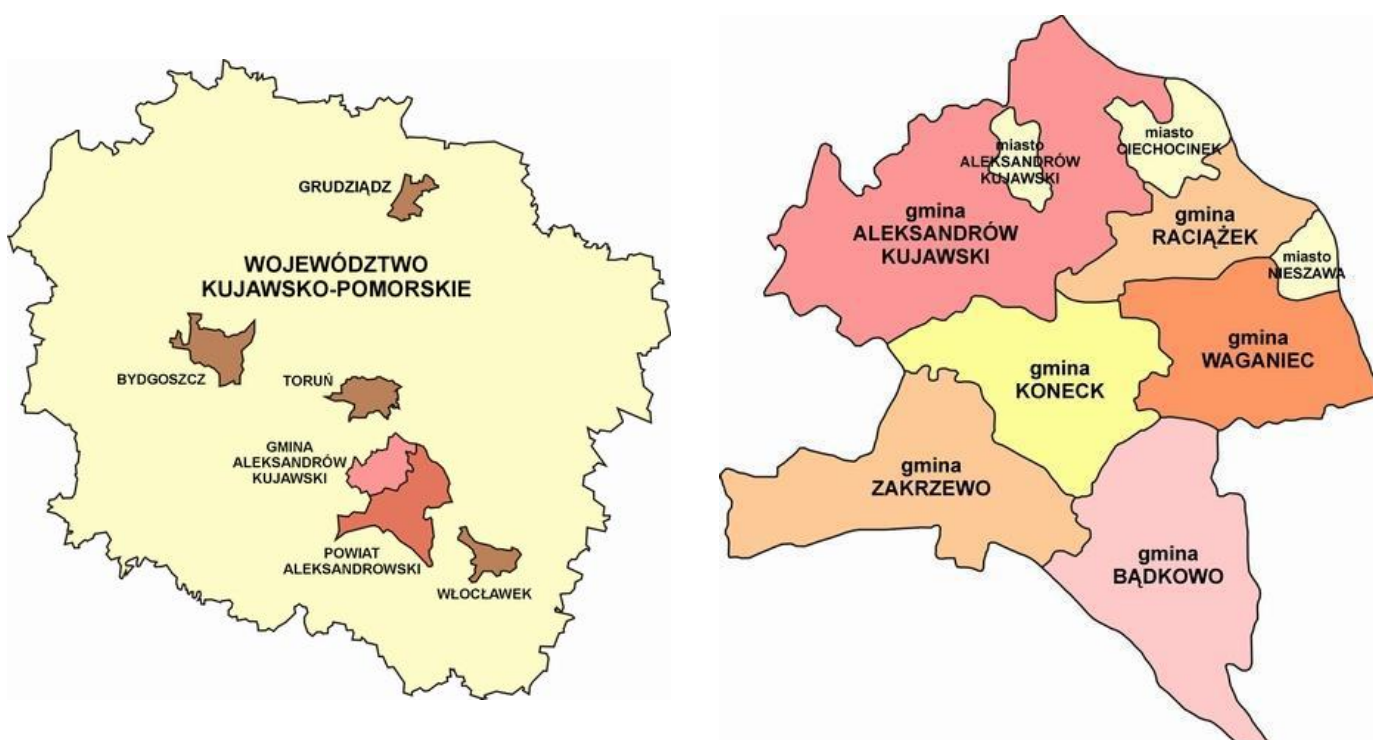 GRUDZIĄDZ
WOJEWÓDZTWO
KUJAWSKO-POMORSKIE
BYDGOSZCZ
TORUŃ
GMINA
ALEKSANDRÓW
KUJAWSKI
POWIAT
ALEKSANDROWSKI
WŁOCŁAWEK
miasto
ALEKSANDRÓW
KUJAWSKI
miasto
CIECHOCINEK
gmina
ALEKSANDRÓW
KUJAWSKI
gmina
RACIĄŻEK
miasto
NIESZAWA
gmina
KONECK
gmina
WAGANIEC
gmina
ZAKRZEWO
gmina
BĄDKOWO